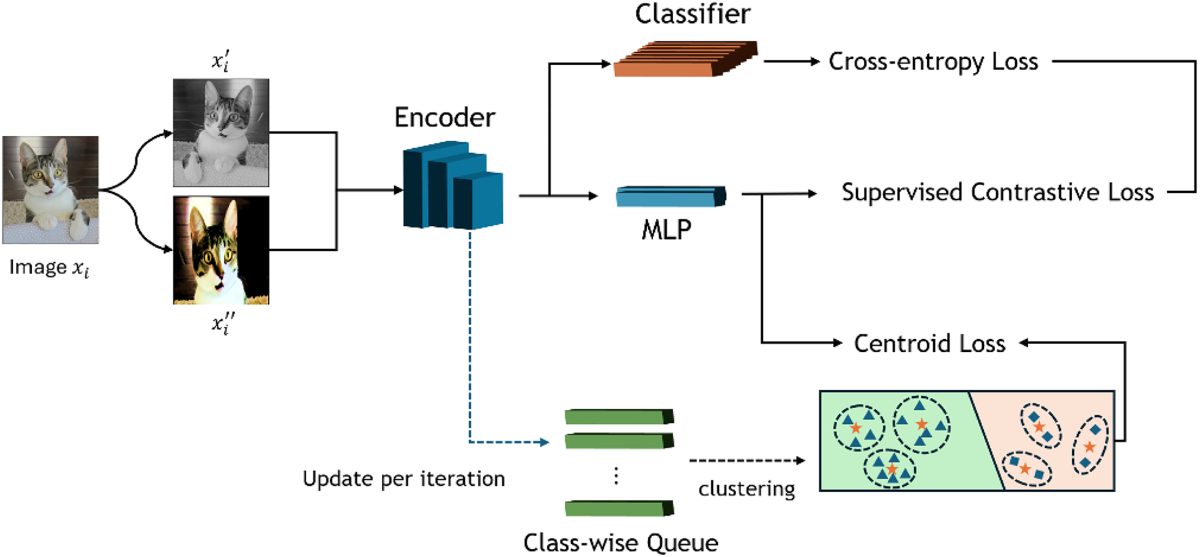 Classifier
x′ᵢ
Cross-entropy Loss
Encoder
Supervised Contrastive Loss
MLP
Image xᵢ
x″ᵢ
Centroid Loss
Update per iteration
⋮
clustering
Class-wise Queue